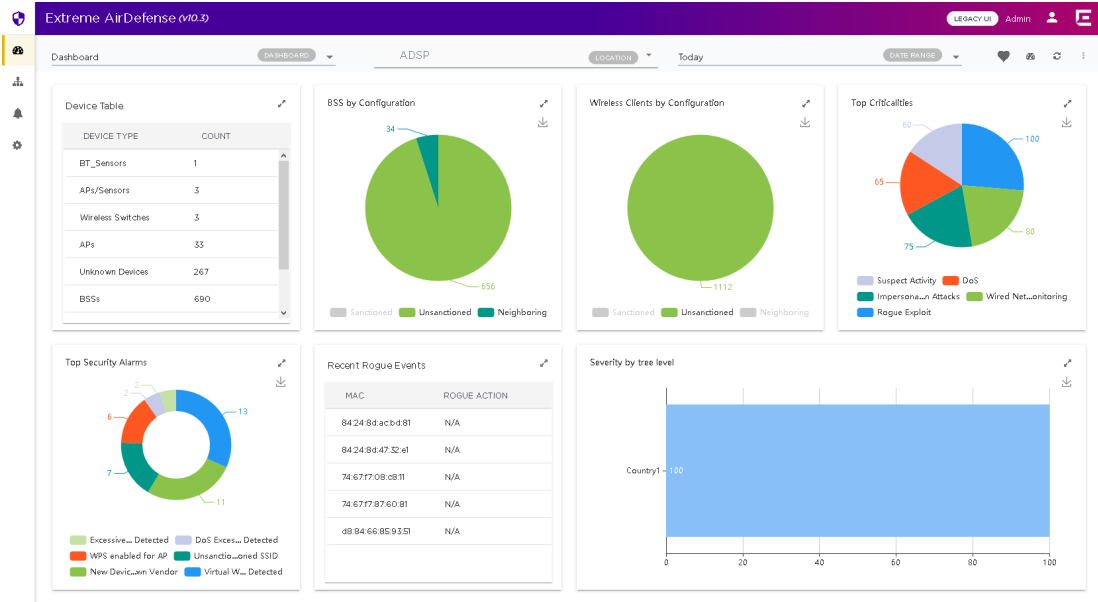 Extreme AirDefense (v10.3)
LEGACY UI Admin
Dashboard DASHBOARD ADSP LOCATION Today DATE RANGE
Device Table
DEVICE TYPE COUNT
BT_Sensors 1
APs/Sensors 3
Wireless Switches 3
APs 33
Unknown Devices 267
BSSs 690
BSS by Configuration
34
656
Sanctioned Unsanctioned Neighboring
Wireless Clients by Configuration
1112
Sanctioned Unsanctioned Neighboring
Top Criticalities
60
100
65
80
75
Suspect Activity DoS
Impersona...n Attacks Wired Net...onitoring
Rogue Exploit
Top Security Alarms
2
2
13
6
7
11
Excessive... Detected DoS Exces... Detected
WPS enabled for AP Unsanctio...oned SSID
New Devic...wn Vendor Virtual W... Detected
Recent Rogue Events
MAC ROGUE ACTION
84:24:8d:ac:bd:81 N/A
84:24:8d:47:32:e1 N/A
74:67:f7:08:c8:11 N/A
74:67:f7:87:60:81 N/A
d8:84:66:85:93:51 N/A
Severity by tree level
Country1 100
0 20 40 60 80 100